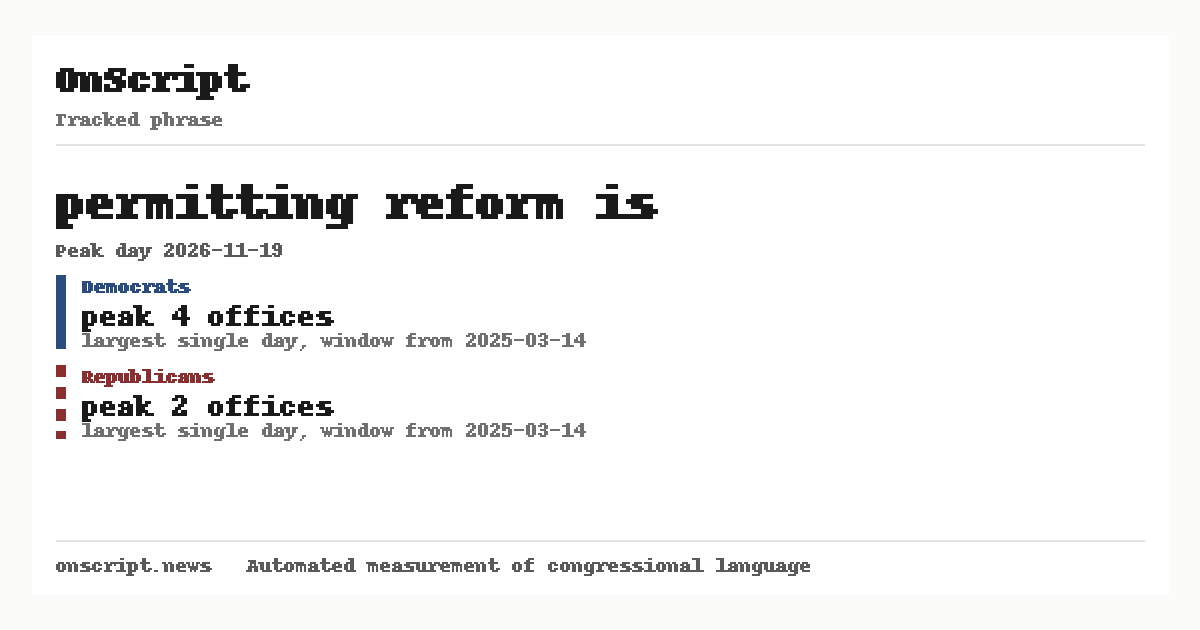 OnScript
Tracked phrase
permitting reform is
Peak day 2026-11-19
Democrats
peak 4 offices
largest single day, window from 2025-03-14
Republicans
peak 2 offices
largest single day, window from 2025-03-14
onscript.news Automated measurement of congressional language